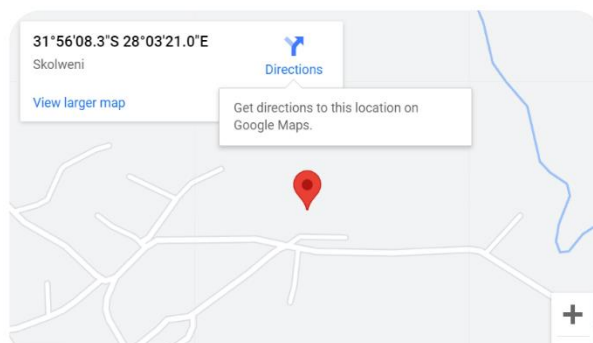 31°56'08.3"S 28°03'21.0"E
Skolweni
Directions
View larger map
Get directions to this location on
Google Maps.
+